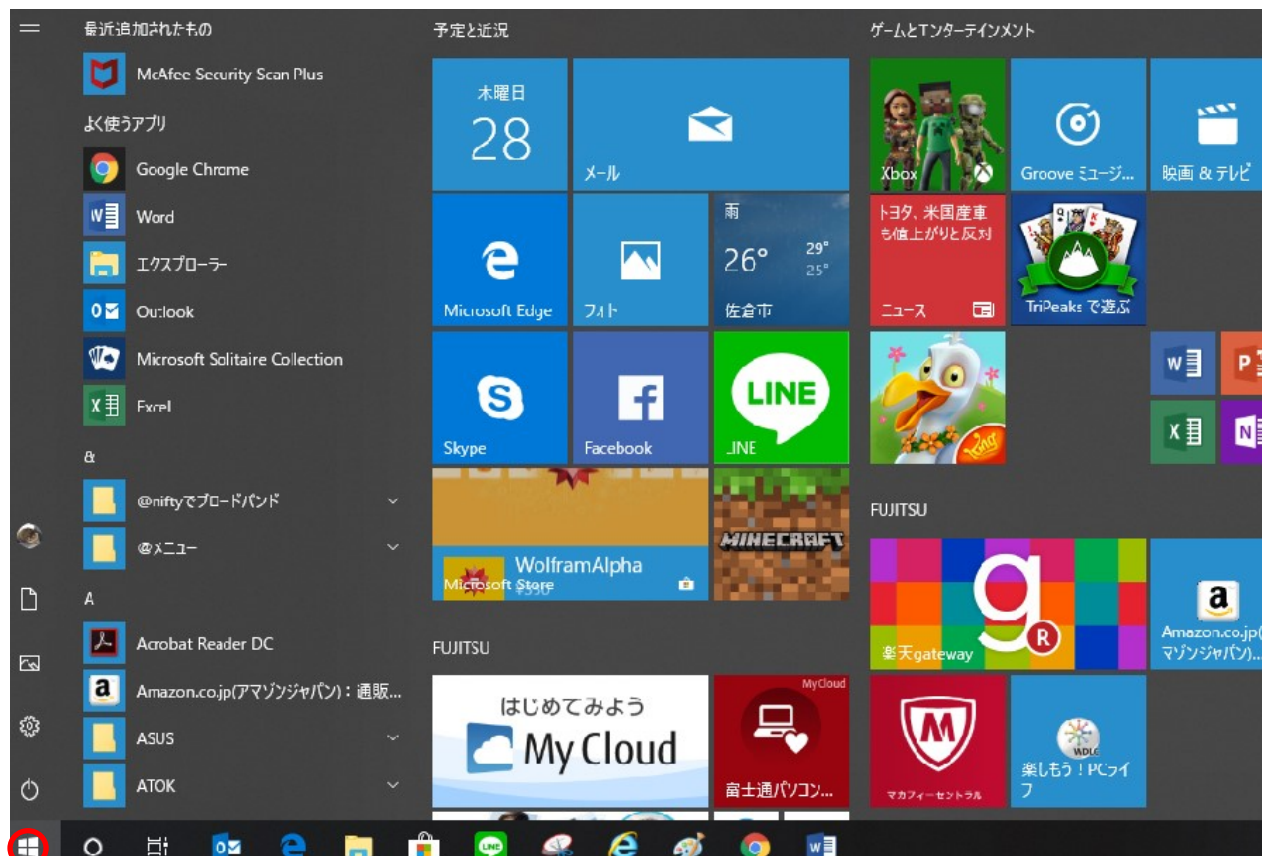 最近追加されたもの
McAfee Security Scan Plus
よく使うアプリ
Google Chrome
Word
エクスプローラー
Outlook
Microsoft Solitaire Collection
Excel
&
@niftyでブロードバンド
@メニュー
A
Acrobat Reader DC
Amazon.co.jp(アマゾンジャパン)：通販...
ASUS
ATOK
予定と近況
木曜日
28
メール
Microsoft Edge
フォト
雨
26°
29°
25°
佐倉市
Skype
Facebook
LINE
LINE
WolframAlpha
¥350
Microsoft Store
MINECRAFT
FUJITSU
はじめてみよう
My Cloud
MyCloud
富士通パソコン...
ゲームとエンターテインメント
Xbox
Groove ミュージ...
映画 & テレビ
トヨタ、米国産車
も値上がりと反対
ニュース
TriPeaks で遊ぶ
King
FUJITSU
g
R
楽天gateway
a
Amazon.co.jp(
マゾンジャパン)...
マカフィーセントラル
WDLC
楽しもう！PCライ
フ